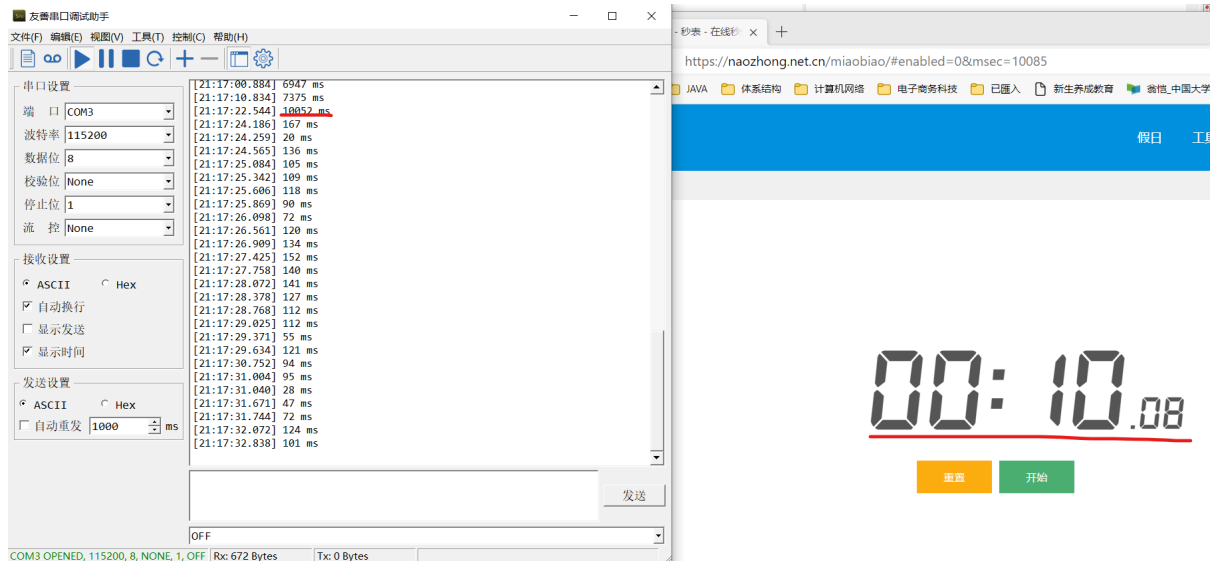 友善串口调试助手
文件(F) 编辑(E) 视图(V) 工具(T) 控制(C) 帮助(H)
串口设置
端 口 COM3
波特率 115200
数据位 8
校验位 None
停止位 1
流 控 None
接收设置
ASCII Hex
自动换行
显示发送
显示时间
发送设置
ASCII Hex
自动重发 1000 ms
[21:17:00.884] 6947 ms
[21:17:10.834] 7375 ms
[21:17:22.544] 10052 ms
[21:17:24.186] 167 ms
[21:17:24.259] 20 ms
[21:17:24.565] 136 ms
[21:17:25.084] 105 ms
[21:17:25.342] 109 ms
[21:17:25.606] 118 ms
[21:17:25.869] 90 ms
[21:17:26.098] 72 ms
[21:17:26.561] 120 ms
[21:17:26.909] 134 ms
[21:17:27.425] 152 ms
[21:17:27.758] 140 ms
[21:17:28.072] 141 ms
[21:17:28.378] 127 ms
[21:17:28.768] 112 ms
[21:17:29.025] 112 ms
[21:17:29.371] 55 ms
[21:17:29.634] 121 ms
[21:17:30.752] 94 ms
[21:17:31.004] 95 ms
[21:17:31.040] 28 ms
[21:17:31.671] 47 ms
[21:17:31.744] 72 ms
[21:17:32.072] 124 ms
[21:17:32.838] 101 ms
发送
OFF
COM3 OPENED, 115200, 8, NONE, 1, OFF Rx: 672 Bytes Tx: 0 Bytes
- 秒表 - 在线秒
https://naozhong.net.cn/miaobiao/#enabled=0&msec=10085
JAVA 体系结构 计算机网络 电子商务科技 已匯入 新生养成教育 翁恺_中国大学
假日
00:10.08
重置 开始